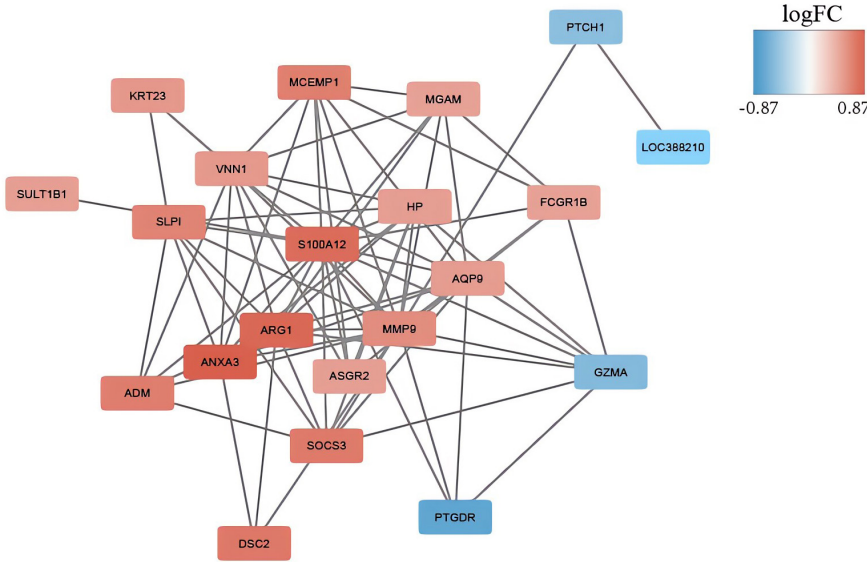 logFC
-0.87 0.87
PTCH1
LOC388210
MCEMP1
KRT23
MGAM
VNN1
SULT1B1
HP
FCGR1B
SLPI
S100A12
AQP9
ARG1
MMP9
ANXA3
ASGR2
GZMA
ADM
SOCS3
PTGDR
DSC2